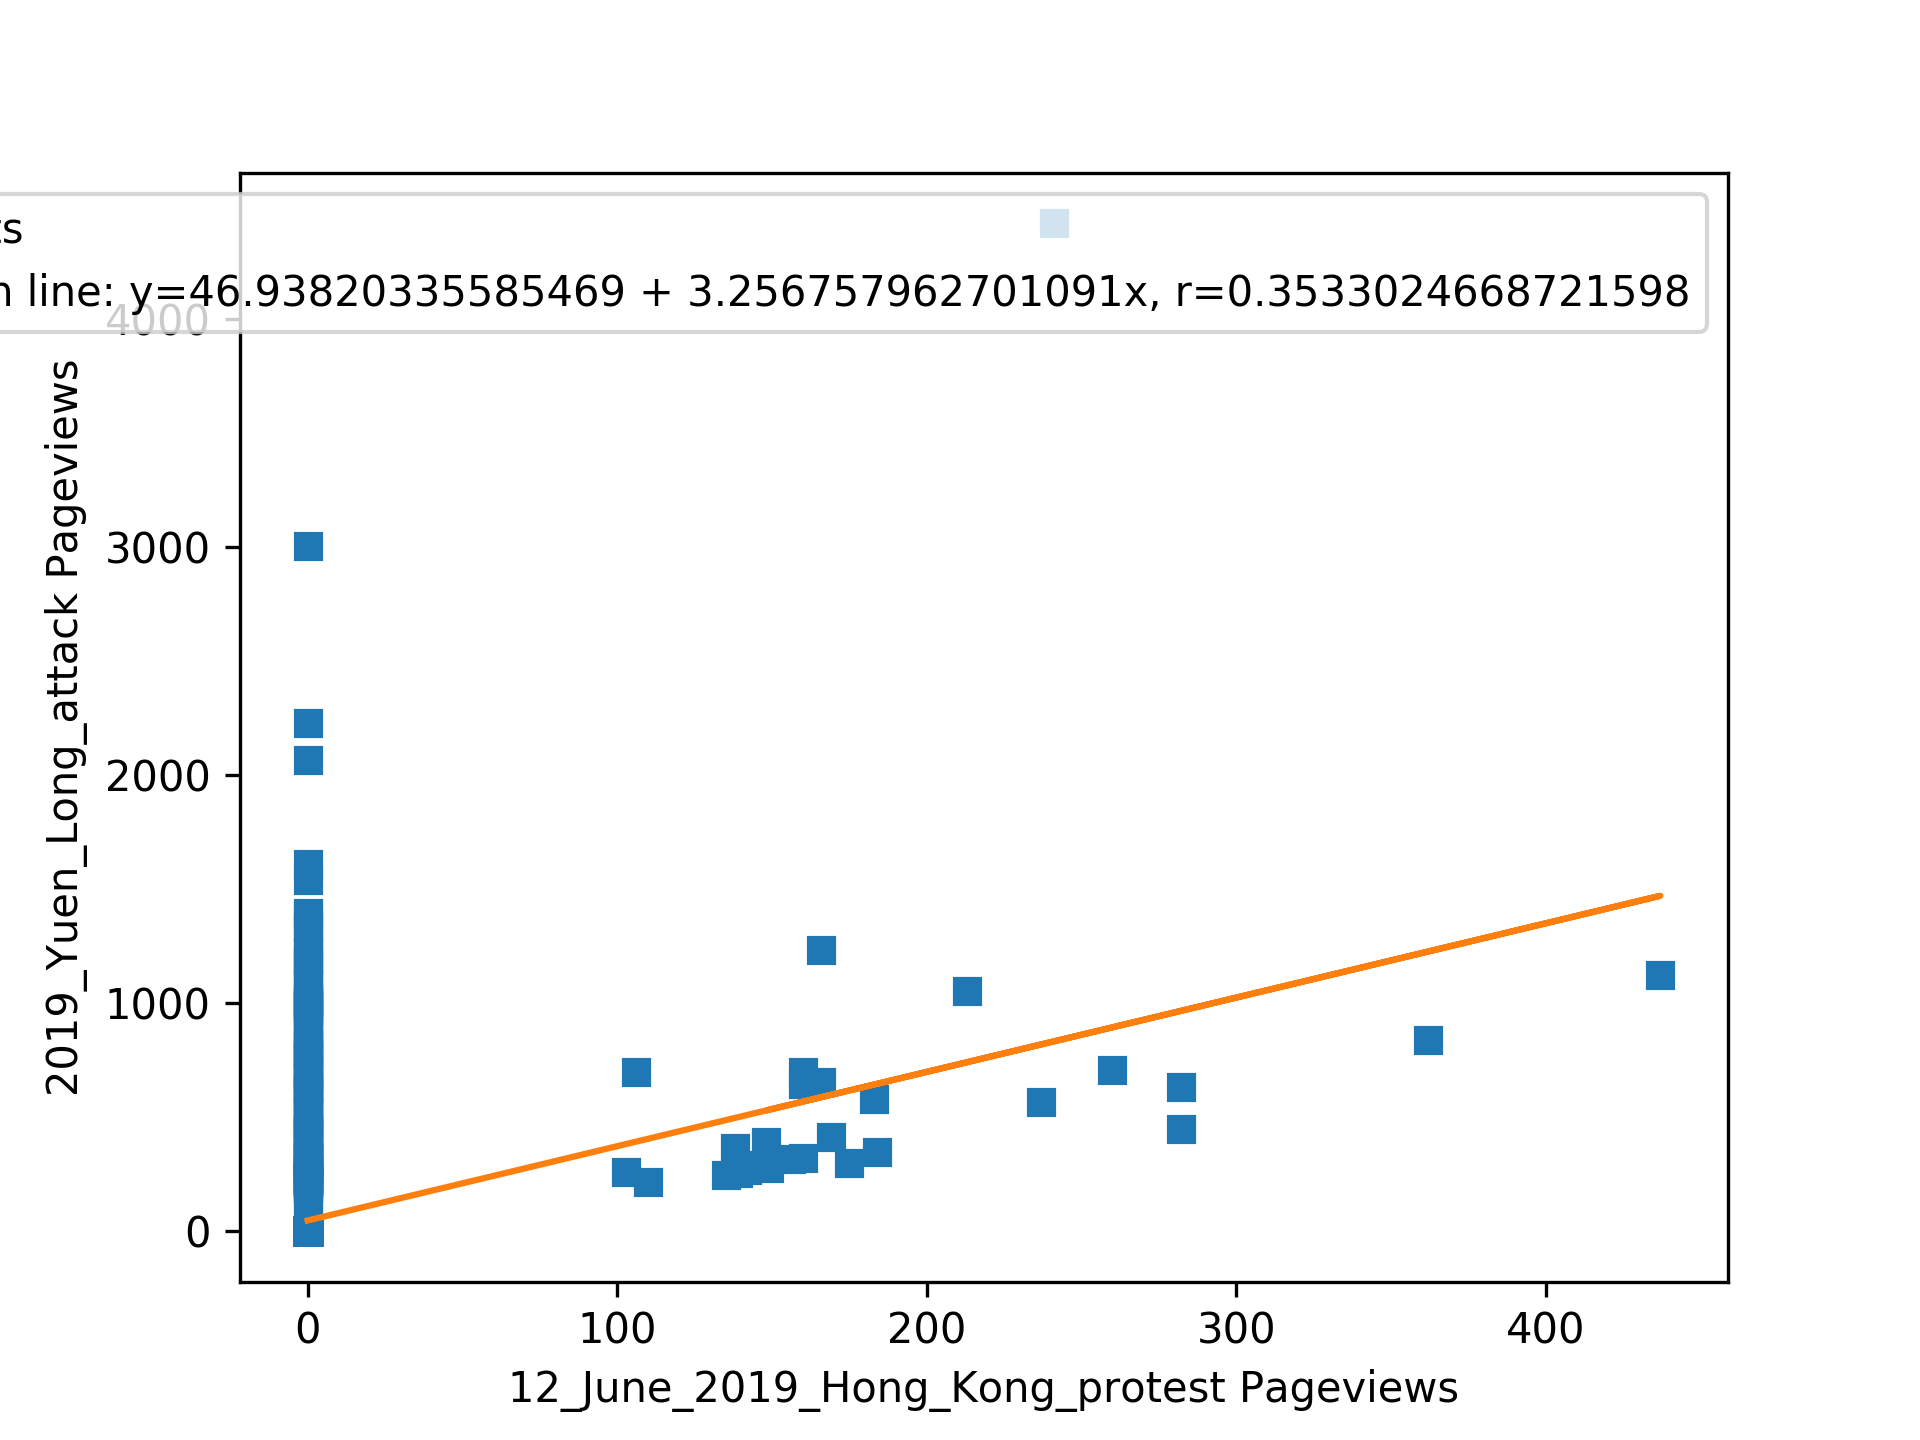 ts
n line: y=46.93820335585469 + 3.256757962701091x, r=0.3533024668721598
4000
3000
2000
1000
0
0 100 200 300 400
2019_Yuen_Long_attack Pageviews
12_June_2019_Hong_Kong_protest Pageviews